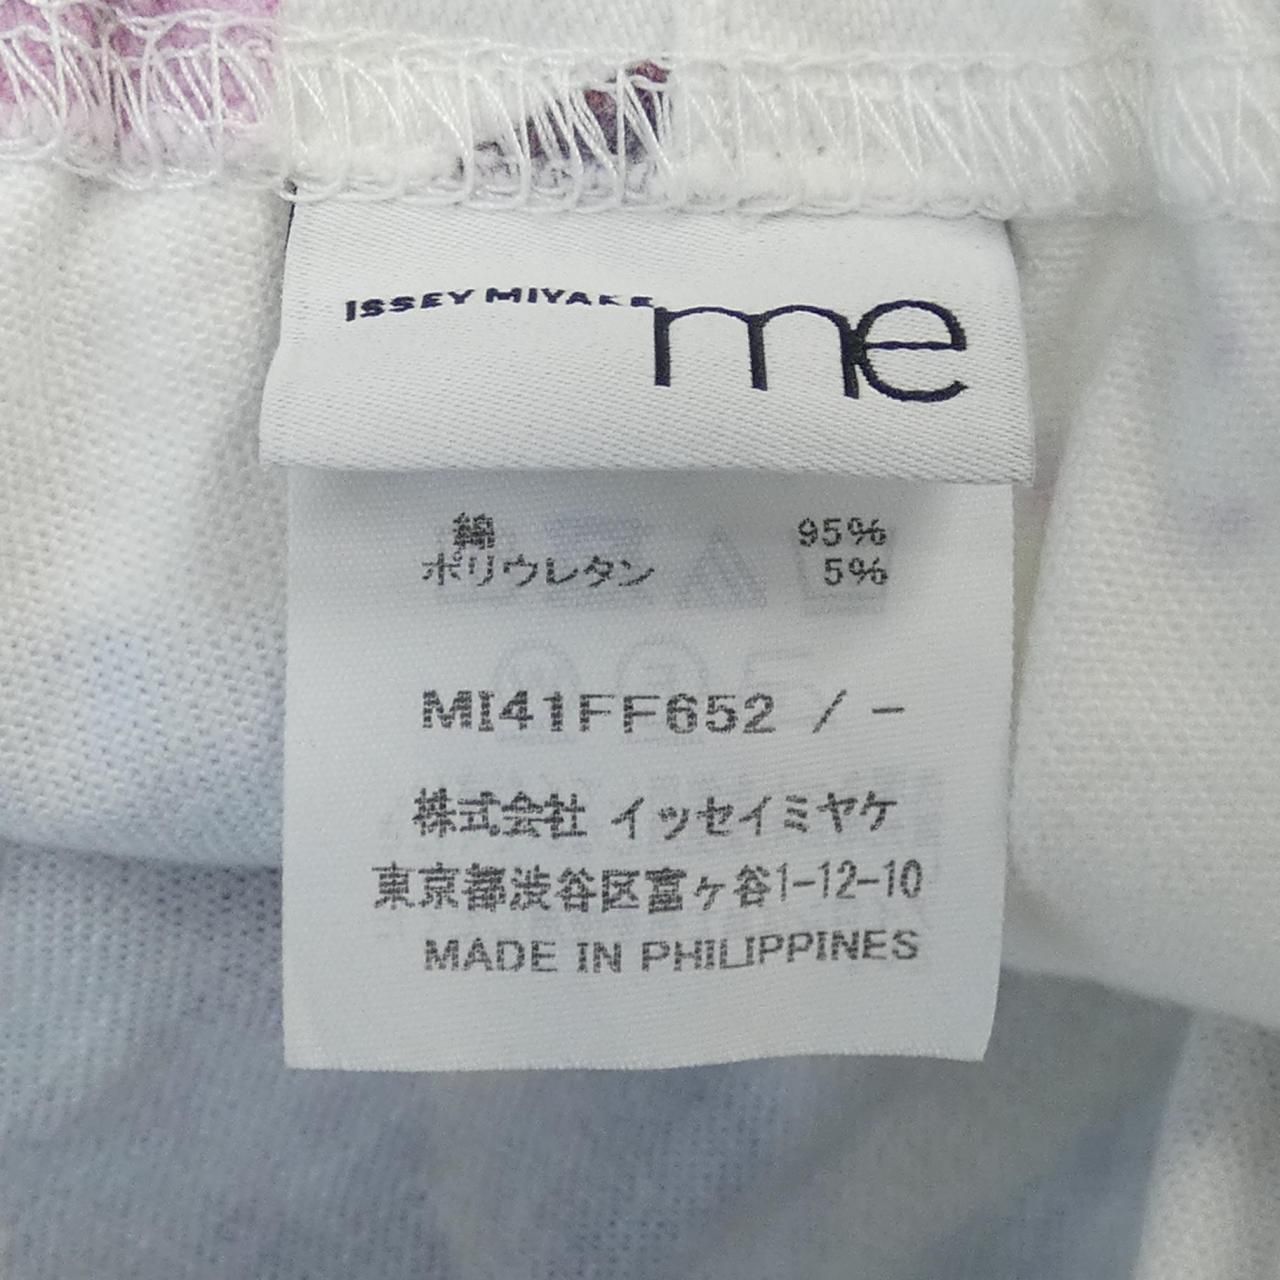 ISSEY MIYAKE me
綿 95%
ポリウレタン 5%
MI41FF652 / -
株式会社 イッセイミヤケ
東京都渋谷区富ヶ谷1-12-10
MADE IN PHILIPPINES